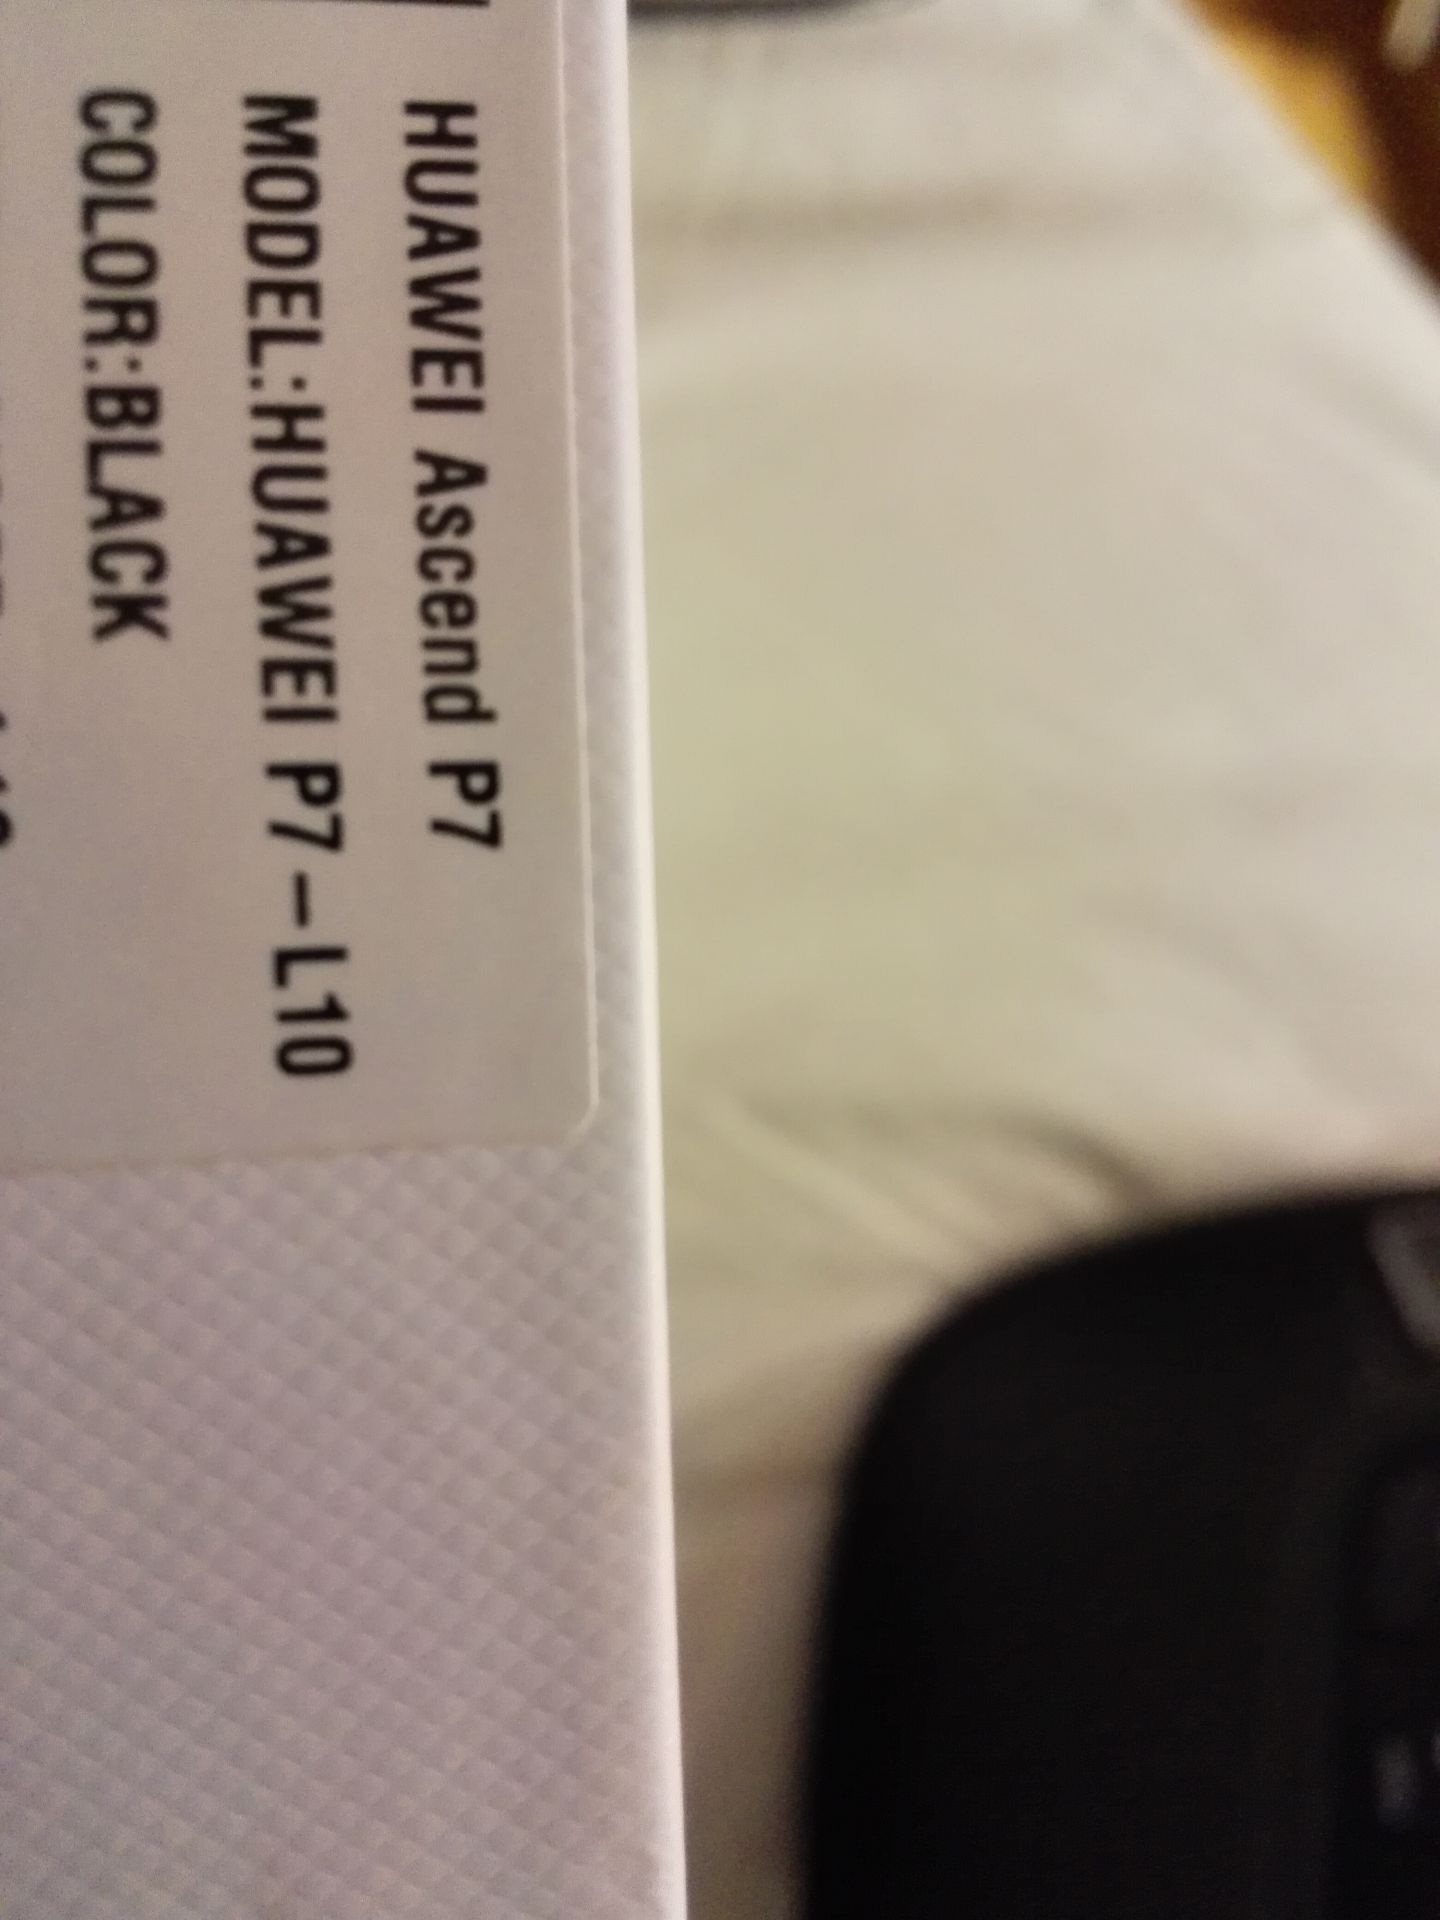 HUAWEI Ascend P7
MODEL:HUAWEI P7-L10
COLOR:BLACK